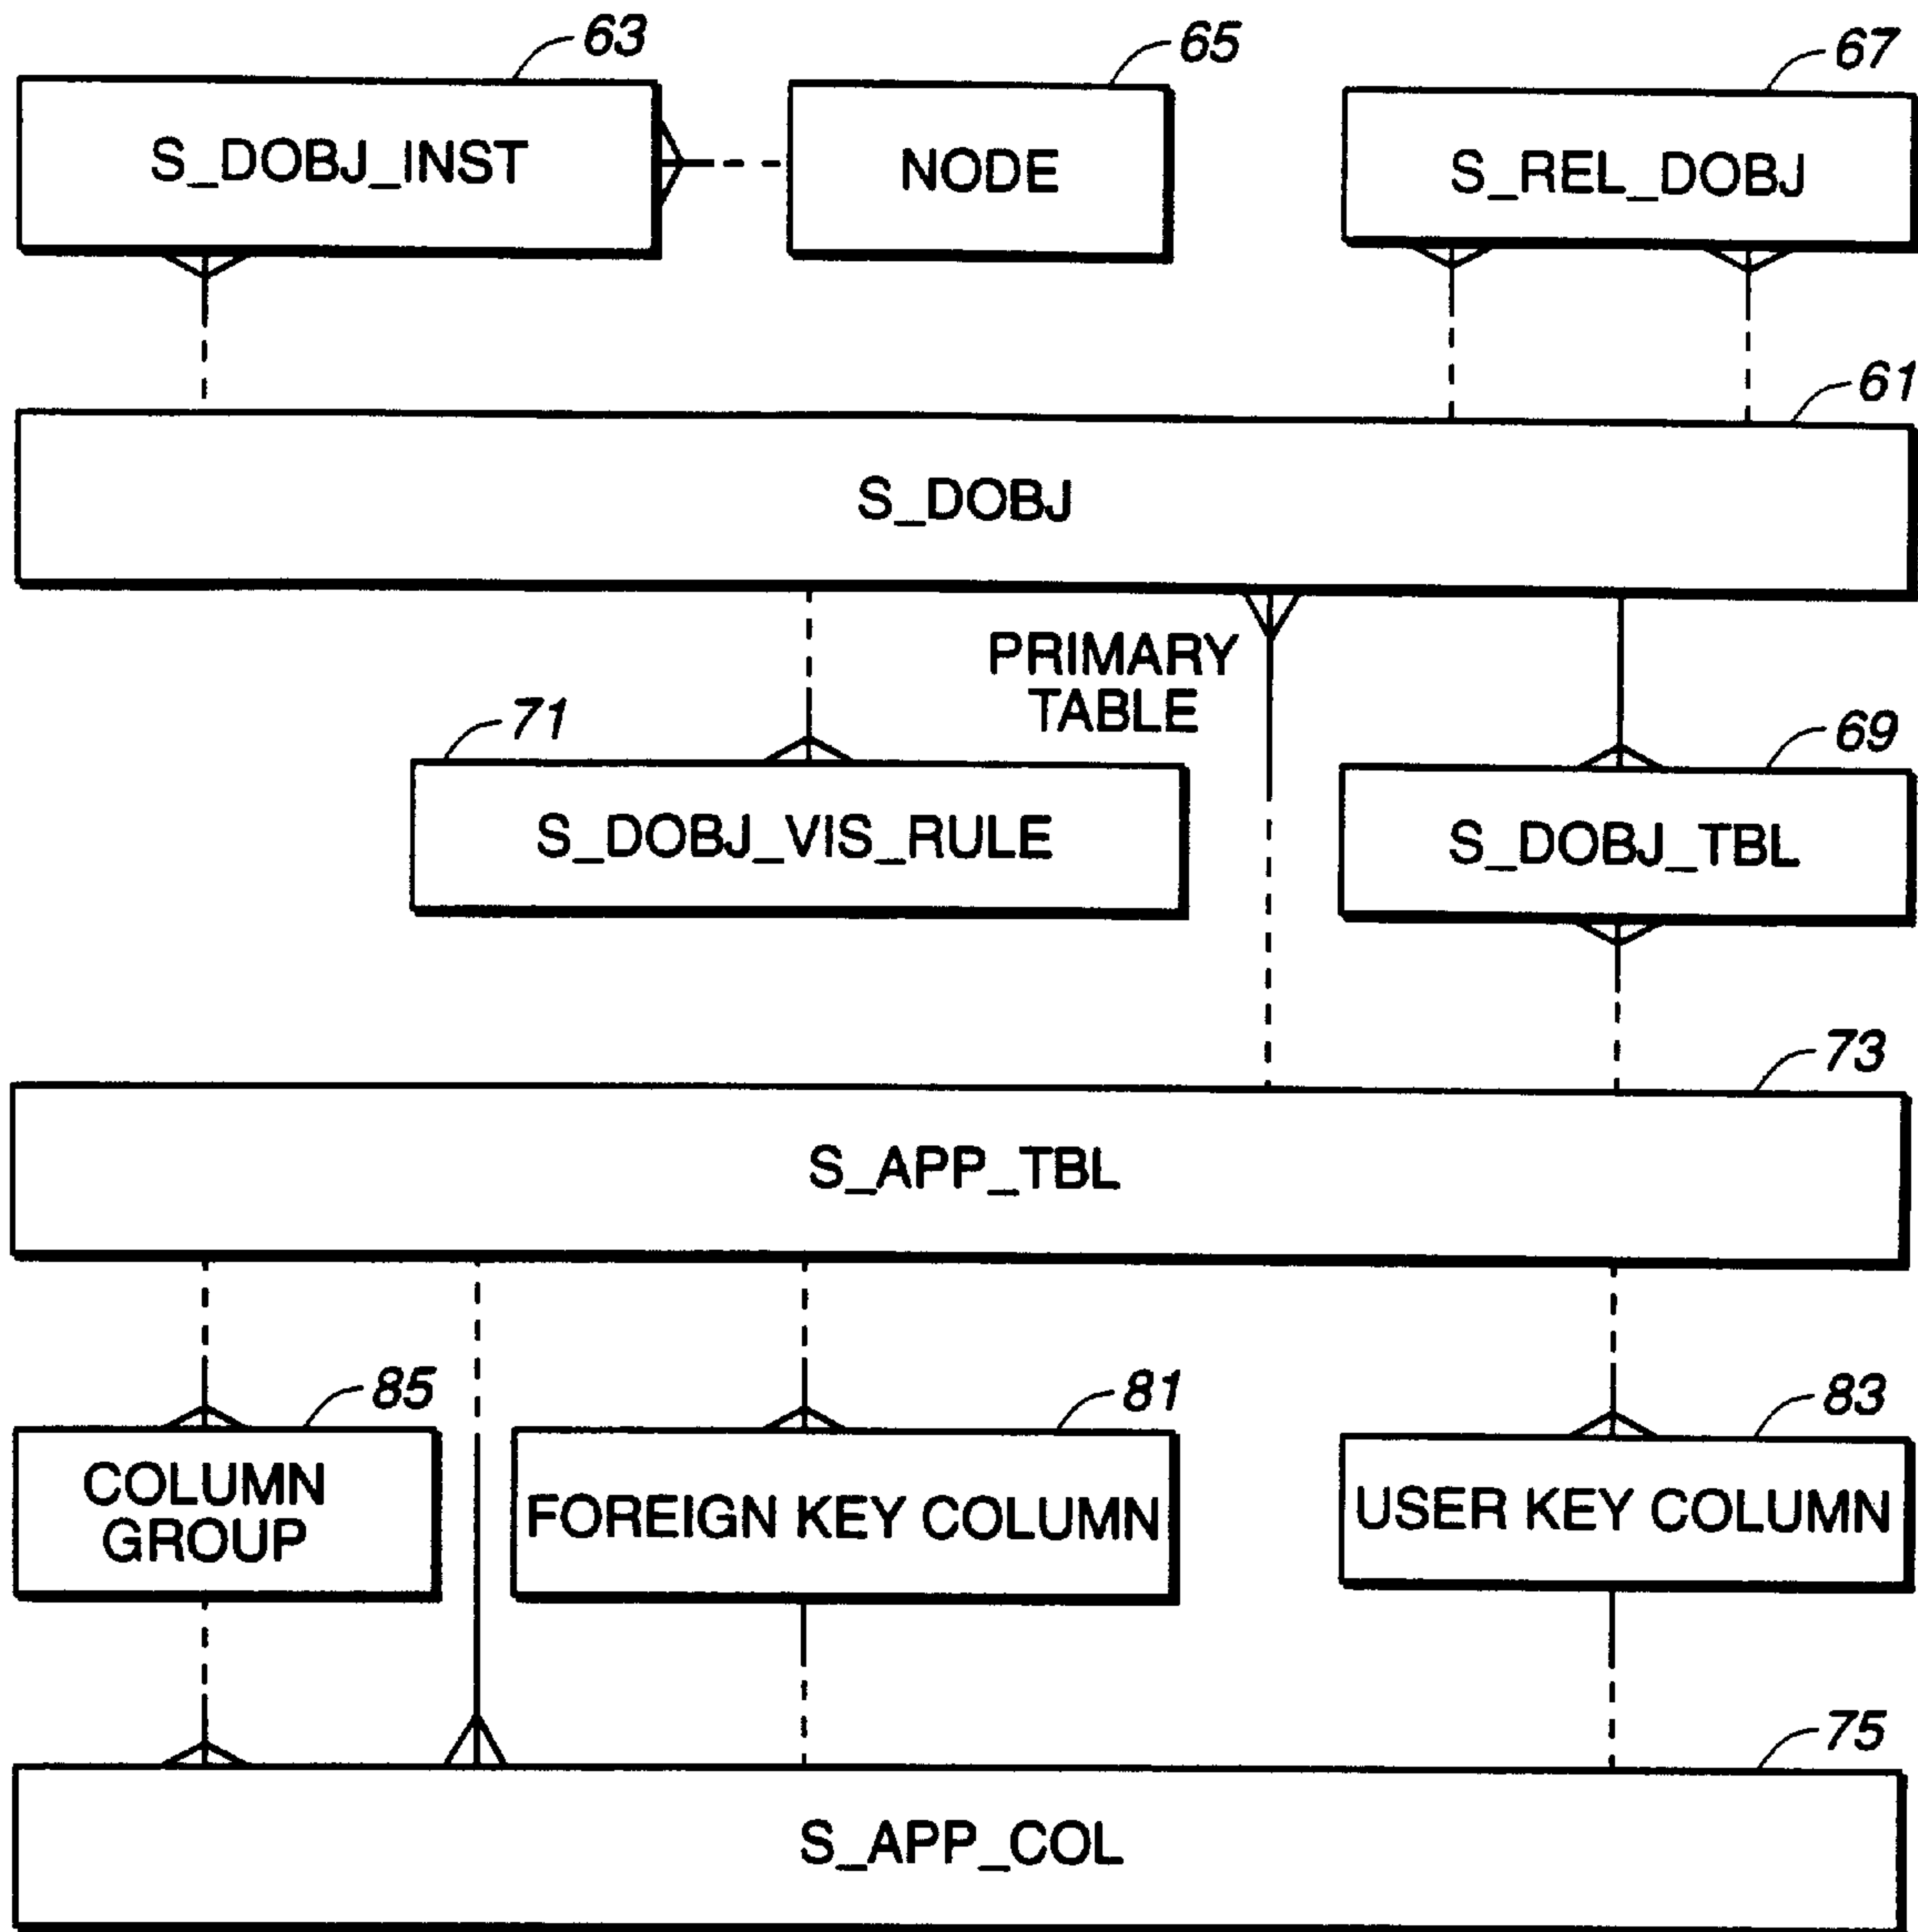 63
65
67
S_DOBJ_INST
NODE
S_REL_DOBJ
61
S_DOBJ
PRIMARY
TABLE
71
69
S_DOBJ_VIS_RULE
S_DOBJ_TBL
73
S_APP_TBL
85
81
83
COLUMN
GROUP
FOREIGN KEY COLUMN
USER KEY COLUMN
75
S_APP_COL